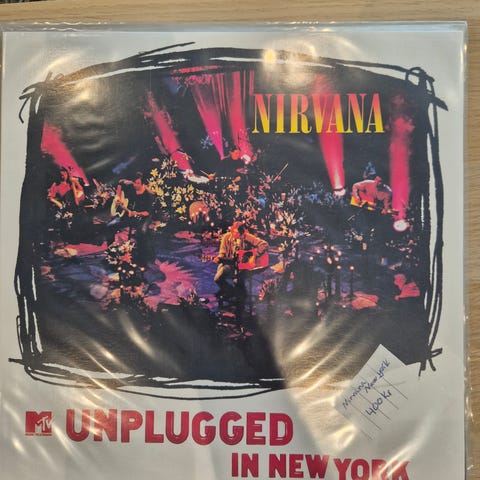 NIRVANA
Nirvana
New York
400 kr
MTV
UNPLUGGED
IN NEW YORK